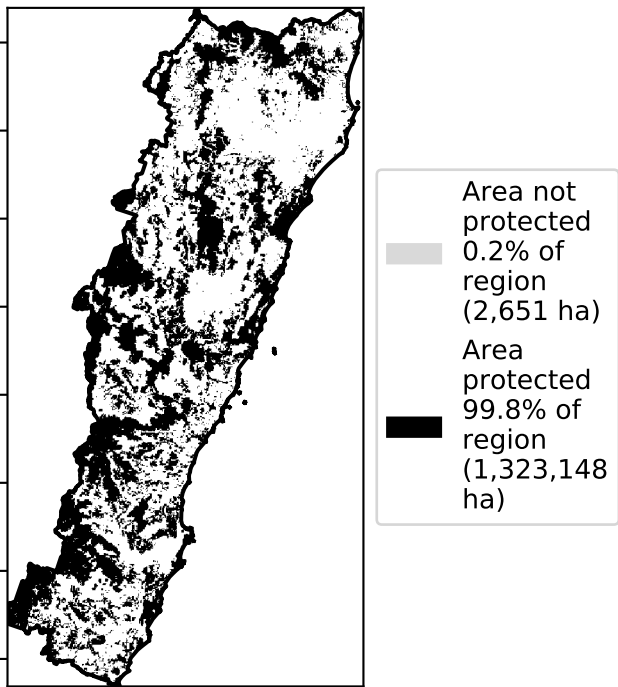 Area not
protected
0.2% of
region
(2,651 ha)
Area
protected
99.8% of
region
(1,323,148
ha)